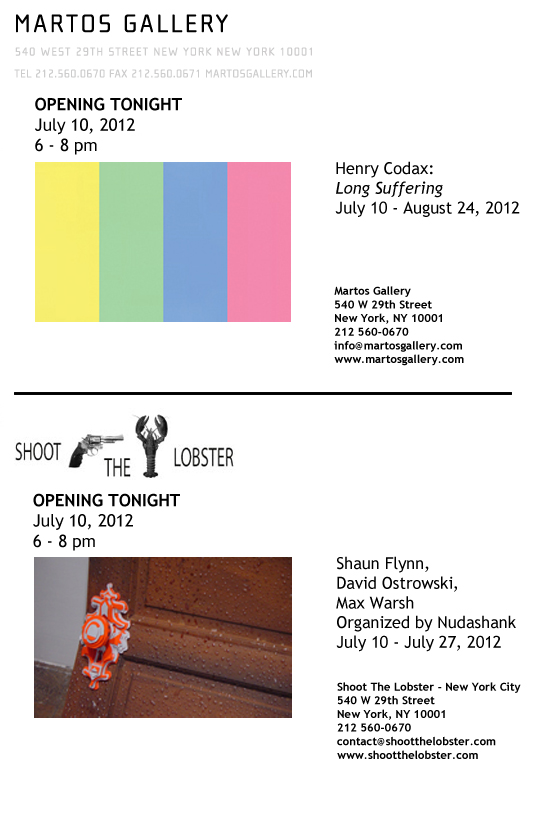 MARTOS GALLERY
540 WEST 29TH STREET NEW YORK NEW YORK 10001
TEL 212.560.0670 FAX 212.560.0671 MARTOSGALLERY.COM
OPENING TONIGHT
July 10, 2012
6 - 8 pm
Henry Codax:
Long Suffering
July 10 - August 24, 2012
Martos Gallery
540 W 29th Street
New York, NY 10001
212 560-0670
info@martosgallery.com
www.martosgallery.com
SHOOT THE LOBSTER
OPENING TONIGHT
July 10, 2012
6 - 8 pm
C
Shaun Flynn,
David Ostrowski,
Max Warsh
Organized by Nudashank
July 10 - July 27, 2012
Shoot The Lobster - New York City
540 W 29th Street
New York, NY 10001
212 560-0670
contact@shootthelobster.com
www.shootthelobster.com